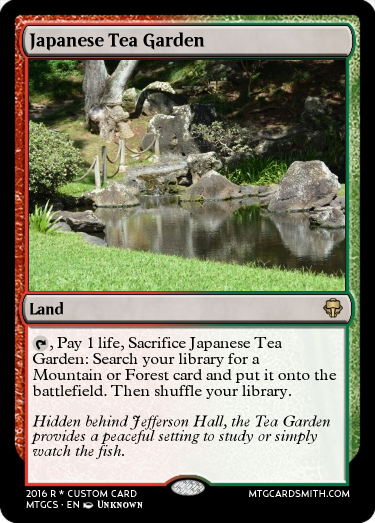 Japanese Tea Garden
Land
, Pay 1 life, Sacrifice Japanese Tea
Garden: Search your library for a
Mountain or Forest card and put it onto the
battlefield. Then shuffle your library.
Hidden behind Jefferson Hall, the Tea Garden
provides a peaceful setting to study or simply
watch the fish.
2016 R * CUSTOM CARD
MTGCS · EN UNKNOWN
MTGCARDSMITH.COM